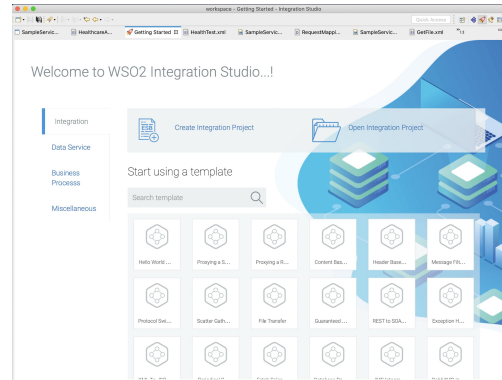 workspace - Getting Started - Integration Studio
Quick Access
SampleServic...
HealthcareA...
Getting Started
HealthTest.xml
SampleServic...
RequestMappi...
SampleServic...
GetFile.xml
Welcome to WSO2 Integration Studio...!
Integration
Data Service
Business
Processs
Miscellaneous
ESB
Create Integration Project
Open Integration Project
Start using a template
Search template
Hello World ...
Proxying a S...
Proxying a R...
Content Bas...
Header Base...
Message Filt...
Protocol Swi...
Scatter Gath...
File Transfer
Guaranteed ...
REST to SOA...
Exception H...